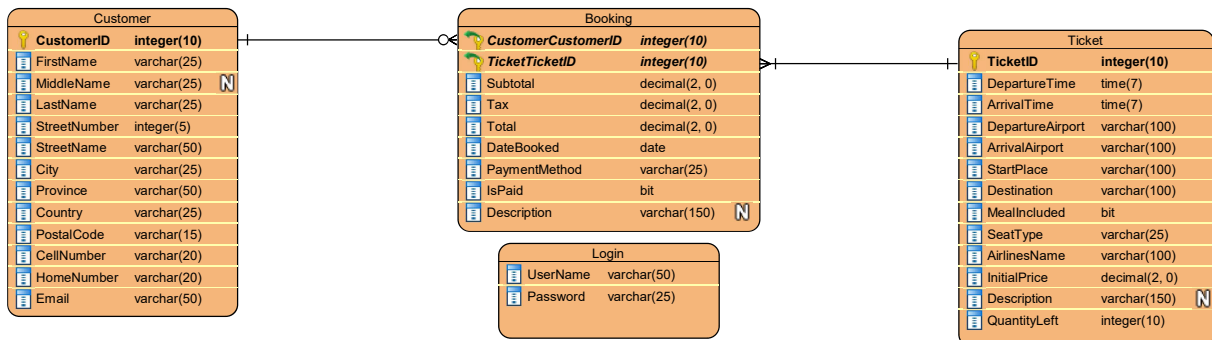 Customer
CustomerID integer(10)
FirstName varchar(25)
MiddleName varchar(25) N
LastName varchar(25)
StreetNumber integer(5)
StreetName varchar(50)
City varchar(25)
Province varchar(50)
Country varchar(25)
PostalCode varchar(15)
CellNumber varchar(20)
HomeNumber varchar(20)
Email varchar(50)
Booking
CustomerCustomerID integer(10)
TicketTicketID integer(10)
Subtotal decimal(2, 0)
Tax decimal(2, 0)
Total decimal(2, 0)
DateBooked date
PaymentMethod varchar(25)
IsPaid bit
Description varchar(150) N
Login
UserName varchar(50)
Password varchar(25)
Ticket
TicketID integer(10)
DepartureTime time(7)
ArrivalTime time(7)
DepartureAirport varchar(100)
ArrivalAirport varchar(100)
StartPlace varchar(100)
Destination varchar(100)
MealIncluded bit
SeatType varchar(25)
AirlinesName varchar(100)
InitialPrice decimal(2, 0)
Description varchar(150) N
QuantityLeft integer(10)